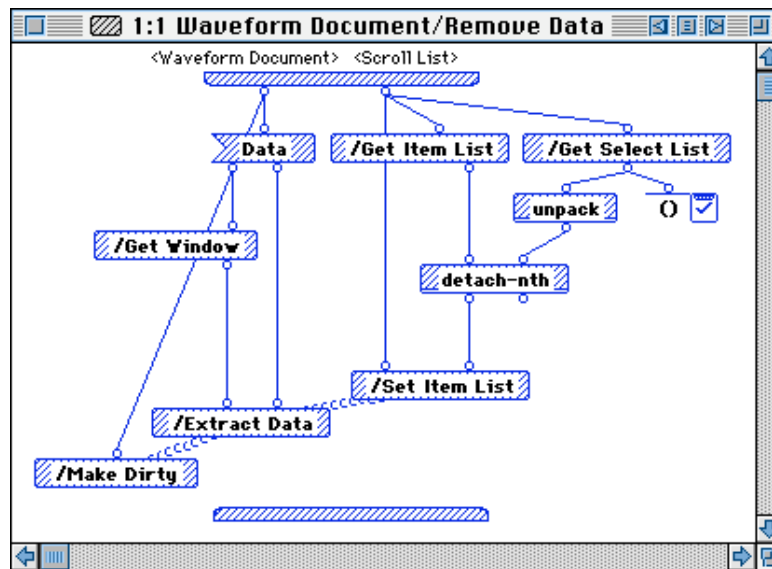 1:1 Waveform Document/Remove Data
<Waveform Document> <Scroll List>
Data
/Get Item List
/Get Select List
unpack
()
/Get Window
detach-nth
/Set Item List
/Extract Data
/Make Dirty